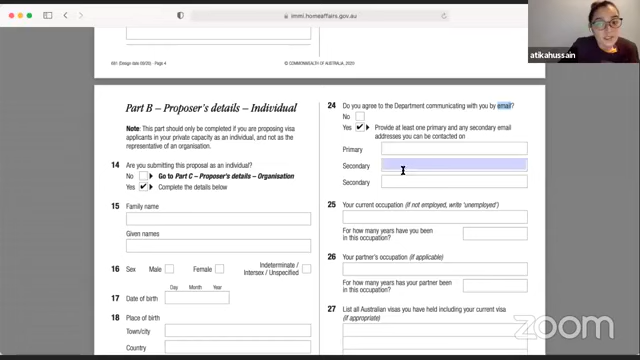 immi.homeaffairs.gov.au
atikahussain
681 (Design date 09/20) - Page 4
© COMMONWEALTH OF AUSTRALIA, 2020
Part B – Proposer's details – Individual
Note: This part should only be completed if you are proposing visa
applicants in your private capacity as an individual, and not as the
representative of an organisation.
14 Are you submitting this proposal as an individual?
No Go to Part C – Proposer's details – Organisation
Yes Complete the details below
15 Family name
Given names
16 Sex Male Female Indeterminate /
Intersex / Unspecified
Day Month Year
17 Date of birth
18 Place of birth
Town/city
Country
24 Do you agree to the Department communicating with you by email?
No
Yes Provide at least one primary and any secondary email
addresses you can be contacted on
Primary
Secondary
Secondary
25 Your current occupation (if not employed, write 'unemployed')
For how many years have you been
in this occupation?
26 Your partner's occupation (if applicable)
For how many years has your partner been
in this occupation?
27 List all Australian visas you have held including your current visa
(if appropriate)
zoom